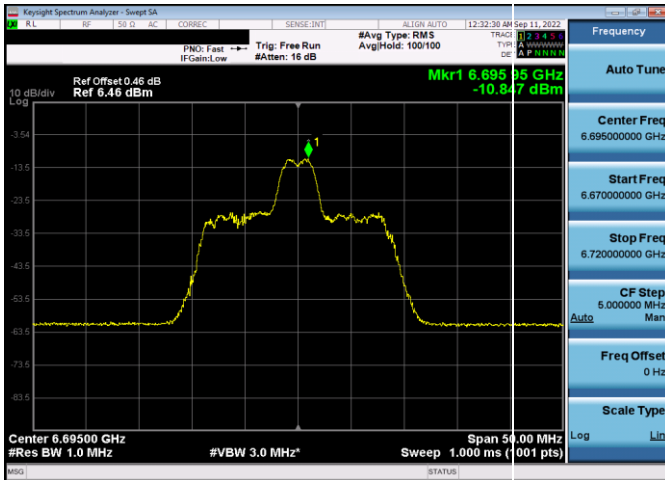 Keysight Spectrum Analyzer - Swept SA
RL RF 50 Ω AC CORREC SENSE:INT ALIGN AUTO 12:32:30 AM Sep 11, 2022
#Avg Type: RMS
PNO: Fast Trig: Free Run Avg|Hold: 100/100
IFGain:Low #Atten: 16 dB
TRAC 1 2 3 4 5 6
TYP A WWWWW
DE A P N N N N
Ref Offset 0.46 dB
10 dB/div Ref 6.46 dBm
Log
Mkr1 6.695 95 GHz
-10.847 dBm
1
-3.54
-13.5
-23.5
-33.5
-43.5
-53.5
-63.5
-73.5
-83.5
Center 6.69500 GHz Span 50.00 MHz
#Res BW 1.0 MHz #VBW 3.0 MHz* Sweep 1.000 ms (1001 pts)
MSG STATUS
Frequency
Auto Tune
Center Freq
6.695000000 GHz
Start Freq
6.670000000 GHz
Stop Freq
6.720000000 GHz
CF Step
5.000000 MHz
Auto Man
Freq Offset
0 Hz
Scale Type
Log Lin